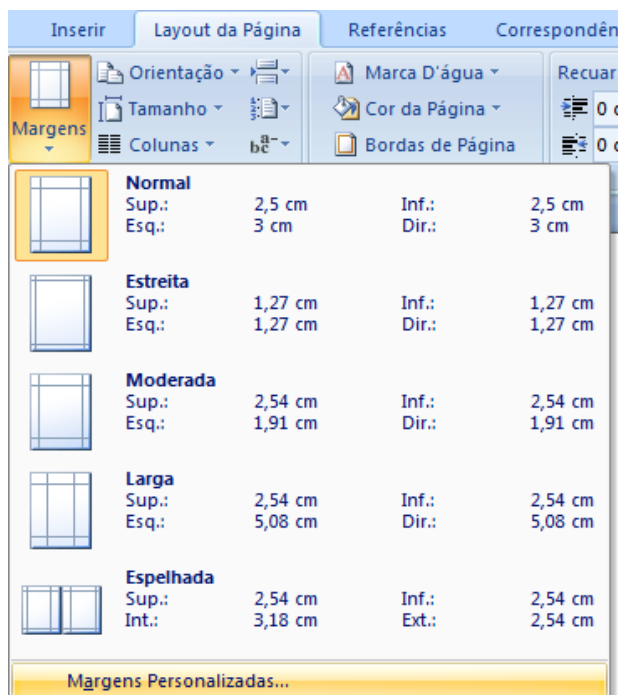 Inserir Layout da Página Referências Correspondên
Orientação Marca D'água Recuar
Margens Tamanho Cor da Página 0 c
Colunas Bordas de Página 0 c
Normal
Sup.: 2,5 cm Inf.: 2,5 cm
Esq.: 3 cm Dir.: 3 cm
Estreita
Sup.: 1,27 cm Inf.: 1,27 cm
Esq.: 1,27 cm Dir.: 1,27 cm
Moderada
Sup.: 2,54 cm Inf.: 2,54 cm
Esq.: 1,91 cm Dir.: 1,91 cm
Larga
Sup.: 2,54 cm Inf.: 2,54 cm
Esq.: 5,08 cm Dir.: 5,08 cm
Espelhada
Sup.: 2,54 cm Inf.: 2,54 cm
Int.: 3,18 cm Ext.: 2,54 cm
Margens Personalizadas...